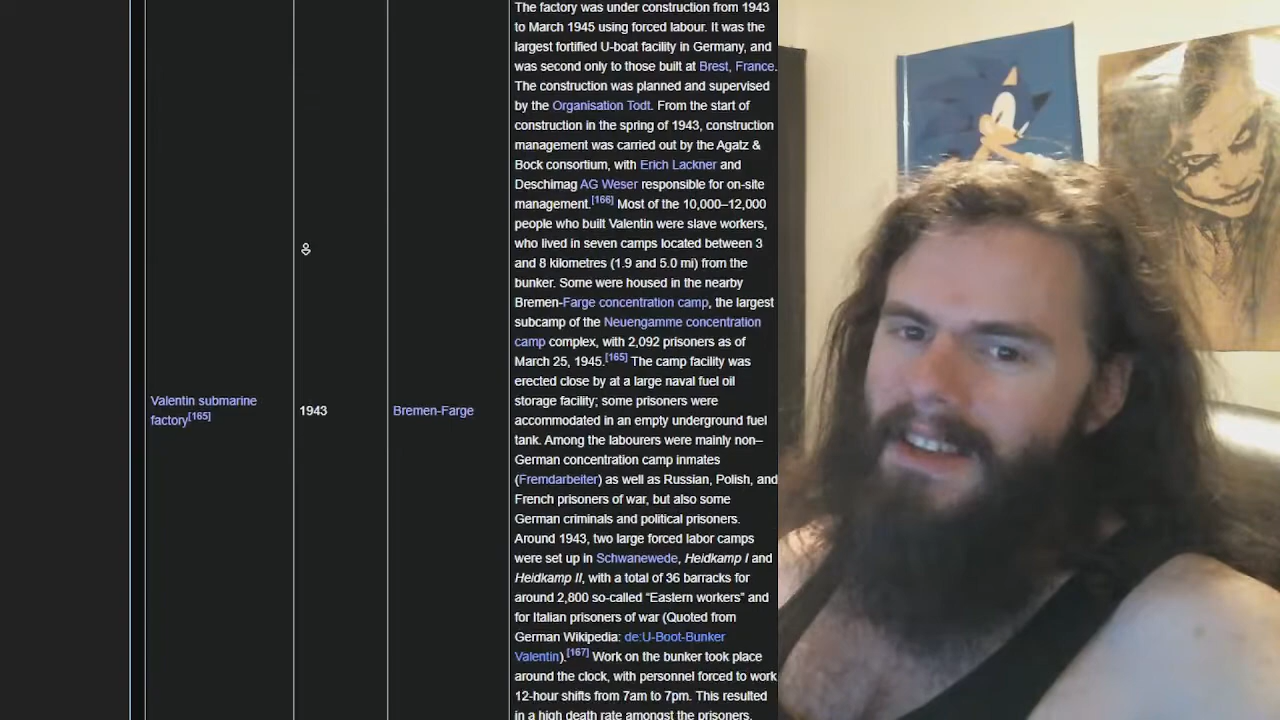 The factory was under construction from 1943
to March 1945 using forced labour. It was the
largest fortified U-boat facility in Germany, and
was second only to those built at Brest, France.
The construction was planned and supervised
by the Organisation Todt. From the start of
construction in the spring of 1943, construction
management was carried out by the Agatz &
Bock consortium, with Erich Lackner and
Deschimag AG Weser responsible for on-site
management.[166] Most of the 10,000–12,000
people who built Valentin were slave workers,
who lived in seven camps located between 3
and 8 kilometres (1.9 and 5.0 mi) from the
bunker. Some were housed in the nearby
Bremen-Farge concentration camp, the largest
subcamp of the Neuengamme concentration
camp complex, with 2,092 prisoners as of
March 25, 1945.[165] The camp facility was
erected close by at a large naval fuel oil
storage facility; some prisoners were
accommodated in an empty underground fuel
tank. Among the labourers were mainly non–
German concentration camp inmates
(Fremdarbeiter) as well as Russian, Polish, and
French prisoners of war, but also some
German criminals and political prisoners.
Around 1943, two large forced labor camps
were set up in Schwanewede, Heidkamp I and
Heidkamp II, with a total of 36 barracks for
around 2,800 so-called “Eastern workers” and
for Italian prisoners of war (Quoted from
German Wikipedia: de:U-Boot-Bunker
Valentin).[167] Work on the bunker took place
around the clock, with personnel forced to work
12-hour shifts from 7am to 7pm. This resulted
in a high death rate amongst the prisoners.
Valentin submarine
factory[165]
1943
Bremen-Farge